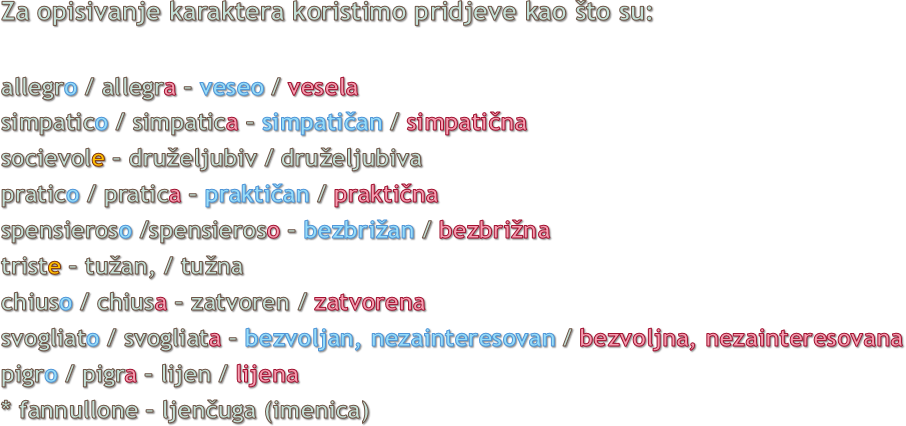 Za opisivanje karaktera koristimo pridjeve kao što su:
allegro / allegra - veseo / vesela
simpatico / simpatica - simpatičan / simpatična
socievole - druželjubiv / druželjubiva
pratico / pratica - praktičan / praktična
spensieroso /spensieroso - bezbrižan / bezbrižna
triste - tužan, / tužna
chiuso / chiusa - zatvoren / zatvorena
svogliato / svogliata - bezvoljan, nezainteresovan / bezvoljna, nezainteresovana
pigro / pigra - lijen / lijena
* fannullone - ljenčuga (imenica)